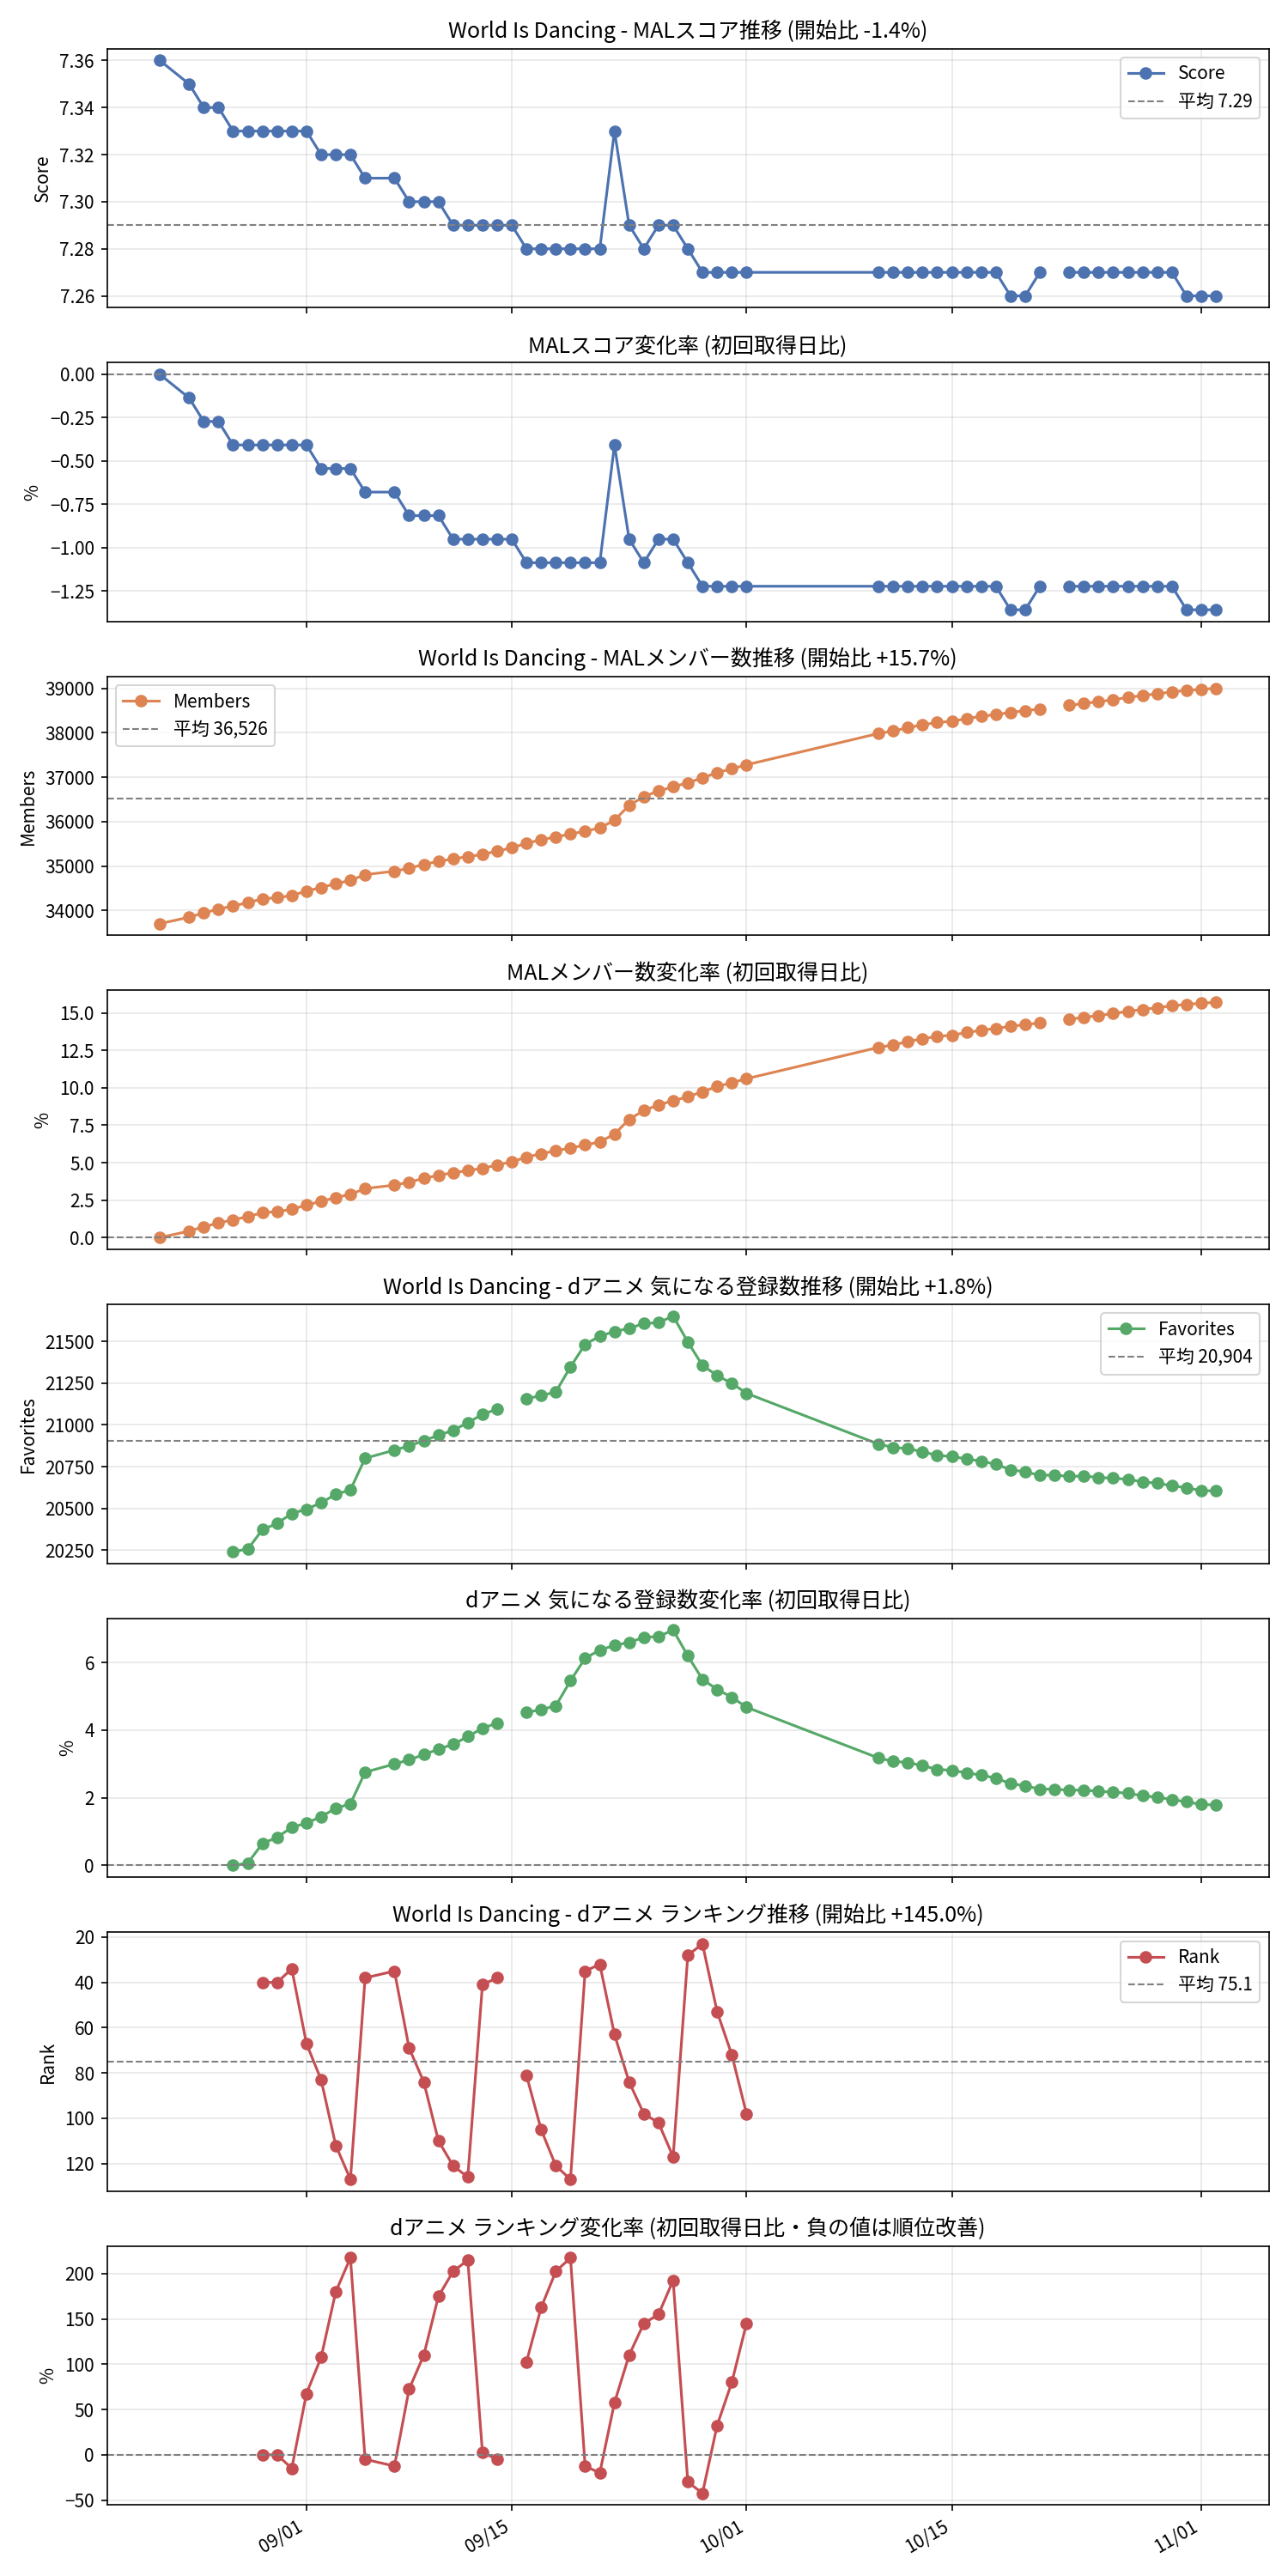 World Is Dancing - MALスコア推移 (開始比 -1.4%)
Score
7.36
7.34
7.32
7.30
7.28
7.26
Score
平均 7.29
MALスコア変化率 (初回取得日比)
%
0.00
−0.25
−0.50
−0.75
−1.00
−1.25
World Is Dancing - MALメンバー数推移 (開始比 +15.7%)
Members
39000
38000
37000
36000
35000
34000
Members
平均 36,526
MALメンバー数変化率 (初回取得日比)
%
15.0
12.5
10.0
7.5
5.0
2.5
0.0
World Is Dancing - dアニメ 気になる登録数推移 (開始比 +1.8%)
Favorites
21500
21250
21000
20750
20500
20250
Favorites
平均 20,904
dアニメ 気になる登録数変化率 (初回取得日比)
%
6
4
2
0
World Is Dancing - dアニメ ランキング推移 (開始比 +145.0%)
Rank
20
40
60
80
100
120
Rank
平均 75.1
dアニメ ランキング変化率 (初回取得日比・負の値は順位改善)
%
200
150
100
50
0
−50
09/01
09/15
10/01
10/15
11/01